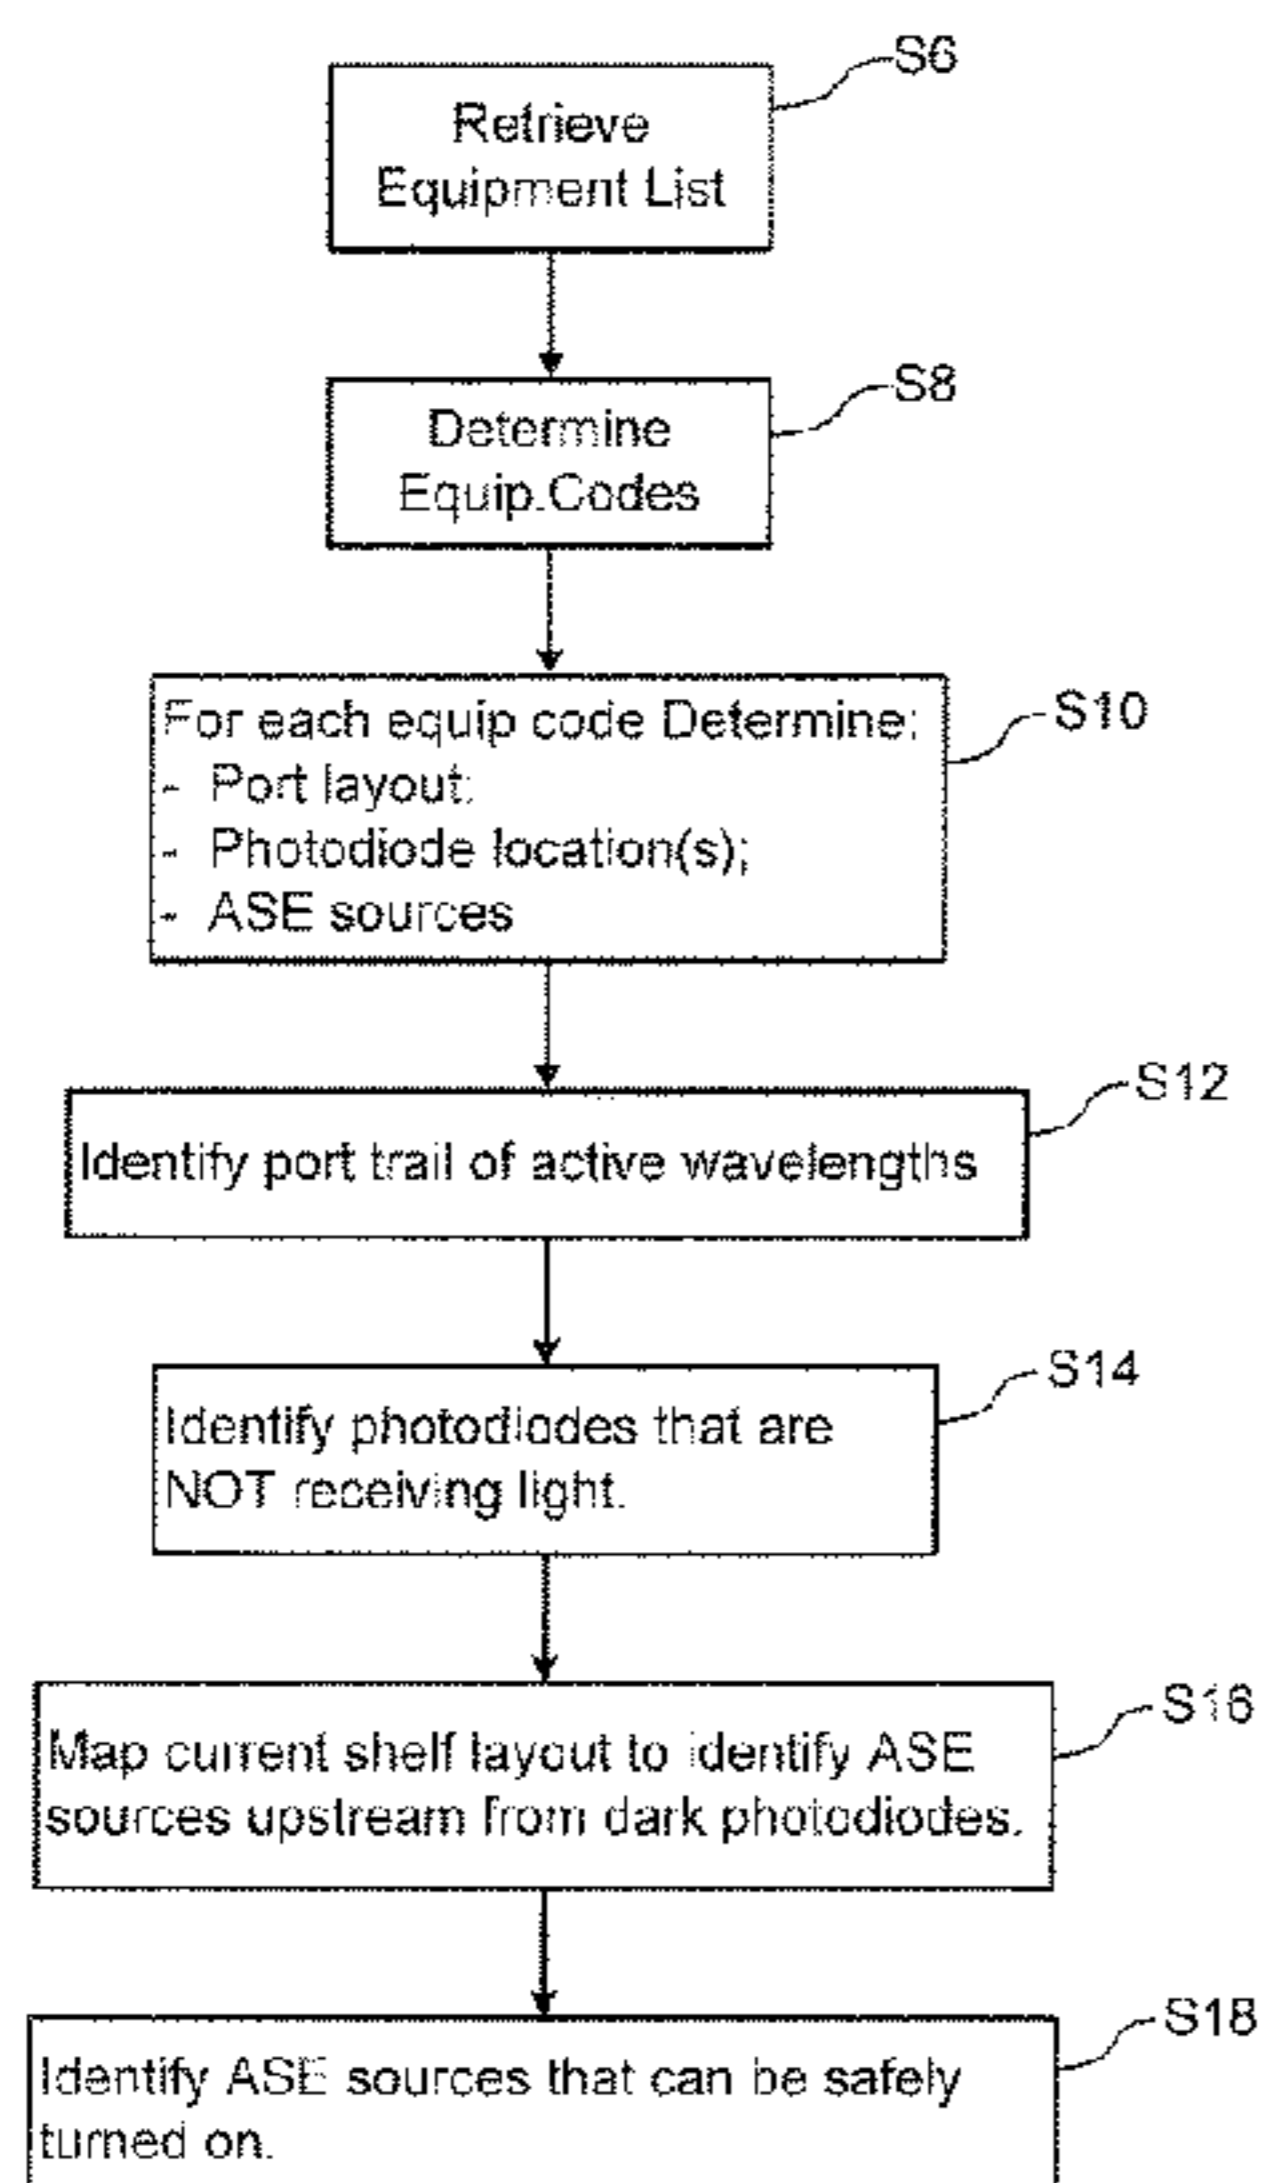 S6
Retrieve
Equipment List
S8
Determine
Equip.Codes
S10
For each equip code Determine:
- Port layout;
- Photodiode location(s);
- ASE sources
S12
Identify port trail of active wavelengths
S14
Identify photodiodes that are
NOT receiving light.
S16
Map current shelf layout to identify ASE
sources upstream from dark photodiodes.
S18
Identify ASE sources that can be safely
turned on.